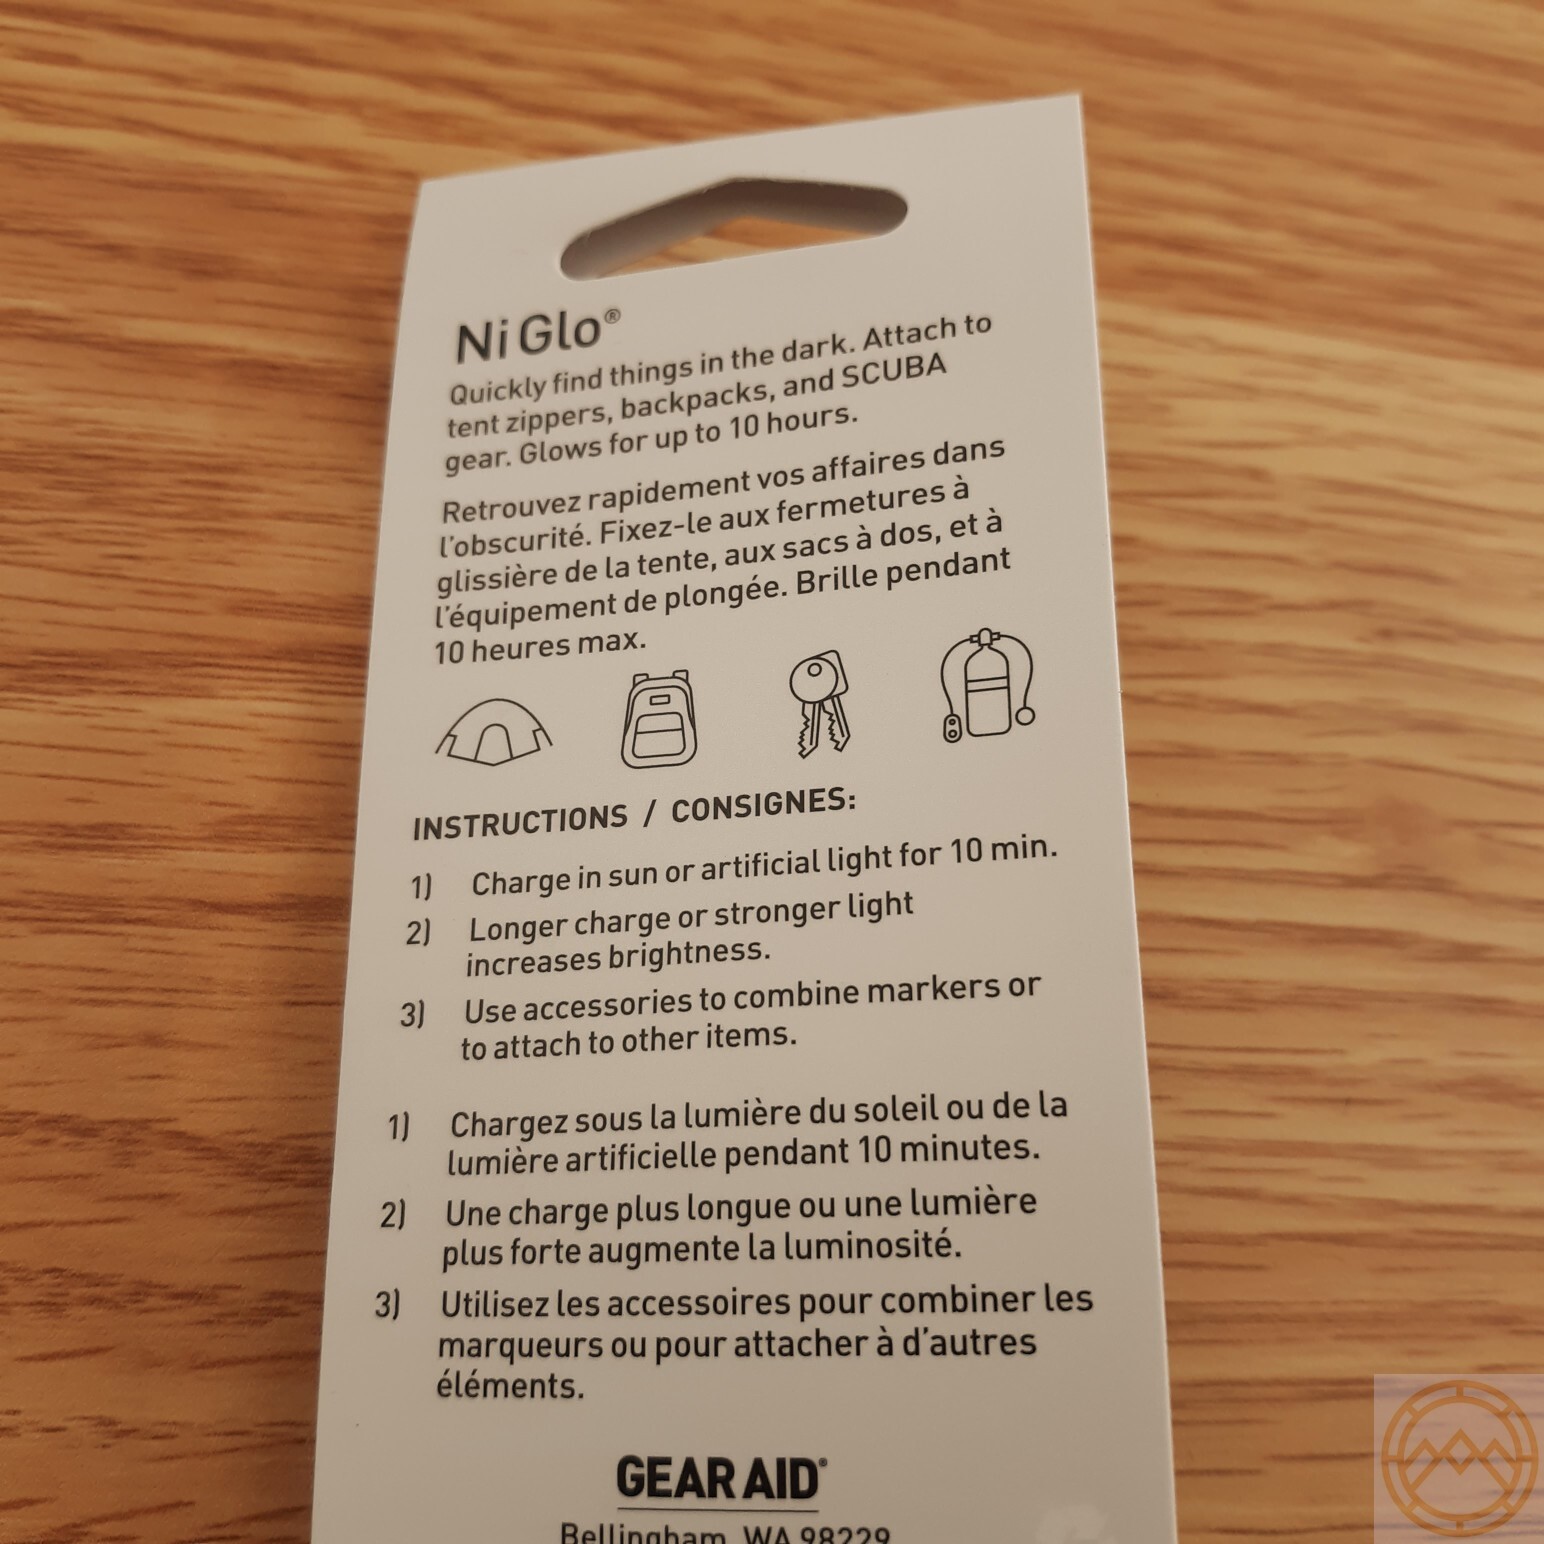 Ni Glo®
Quickly find things in the dark. Attach to
tent zippers, backpacks, and SCUBA
gear. Glows for up to 10 hours.
Retrouvez rapidement vos affaires dans
l'obscurité. Fixez-le aux fermetures à
glissière de la tente, aux sacs à dos, et à
l'équipement de plongée. Brille pendant
10 heures max.
INSTRUCTIONS / CONSIGNES:
1) Charge in sun or artificial light for 10 min.
2) Longer charge or stronger light
increases brightness.
3) Use accessories to combine markers or
to attach to other items.
1) Chargez sous la lumière du soleil ou de la
lumière artificielle pendant 10 minutes.
2) Une charge plus longue ou une lumière
plus forte augmente la luminosité.
3) Utilisez les accessoires pour combiner les
marqueurs ou pour attacher à d'autres
éléments.
GEAR AID®
Bellingham, WA 98229